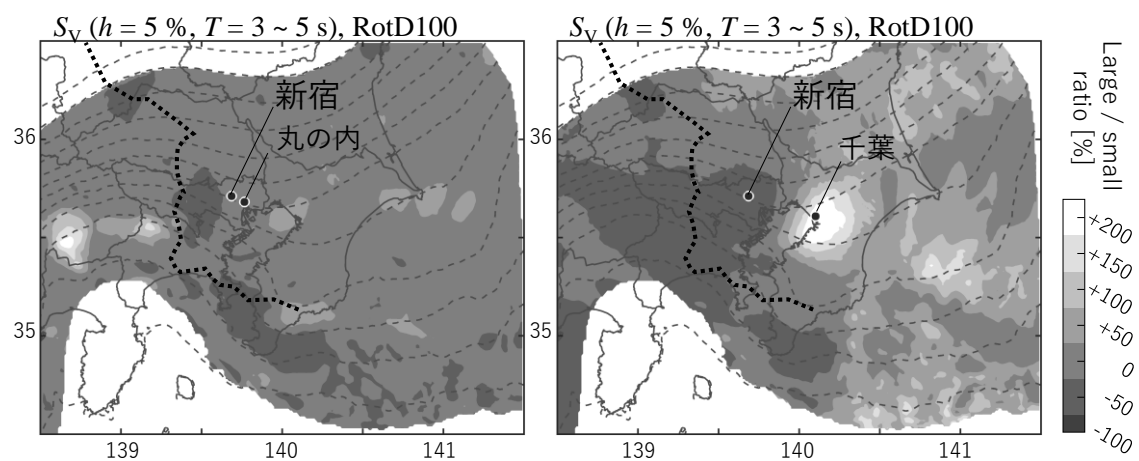 S_V (h = 5 %, T = 3 ~ 5 s), RotD100
新宿
丸の内
36
35
139
140
141
S_V (h = 5 %, T = 3 ~ 5 s), RotD100
新宿
千葉
36
35
139
140
141
Large / small
ratio [%]
+200
+150
+100
+50
0
-50
-100